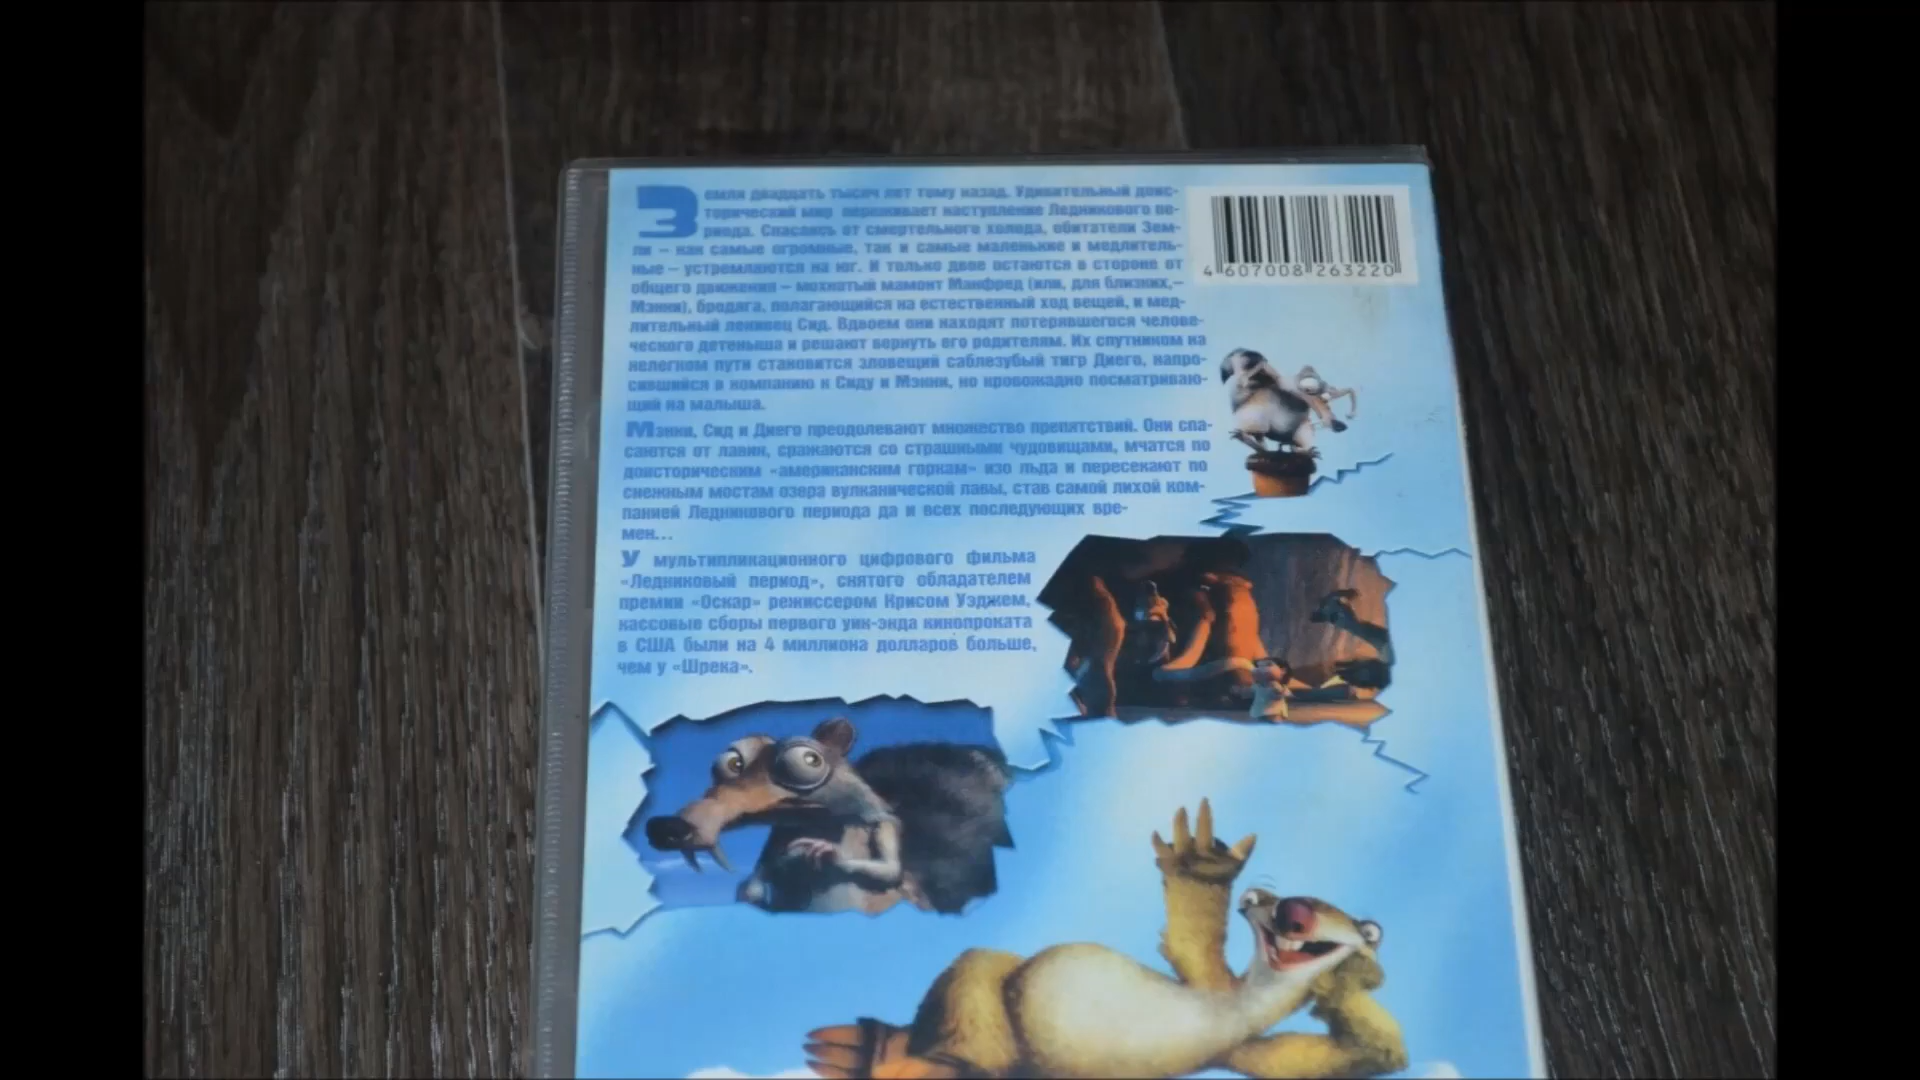 Земли двадцать тысяч лет тому назад. Удивительный доис-
торический мир переживает наступление Ледникового пе-
риода. Спасаясь от смертельного холода, обитатели Зем-
ли – как самые огромные, так и самые маленькие и медлитель-
ные – устремляются на юг. И только двое остаются в стороне от
общего движения – мохнатый мамонт Манфред (или, для близких,–
Мэнни), бродяга, полагающийся на естественный ход вещей, и мед-
лительный ленивец Сид. Вдвоем они находят потерявшегося челове-
ческого детеныша и решают вернуть его родителям. Их спутником на
нелегком пути становится зловещий саблезубый тигр Диего, напро-
сившийся в компанию к Сиду и Мэнни, но кровожадно посматриваю-
щий на малыша.
Мэнни, Сид и Диего преодолевают множество препятствий. Они спа-
саются от лавин, сражаются со страшными чудовищами, мчатся по
доисторическим «американским горкам» изо льда и пересекают по
снежным мостам озера вулканической лавы, став самой лихой ком-
панией Ледникового периода да и всех последующих вре-
мен...
У мультипликационного цифрового фильма
«Ледниковый период», снятого обладателем
премии «Оскар» режиссером Крисом Уэджем,
кассовые сборы первого уик-энда кинопроката
в США были на 4 миллиона долларов больше,
чем у «Шрека».
4 607008 263220